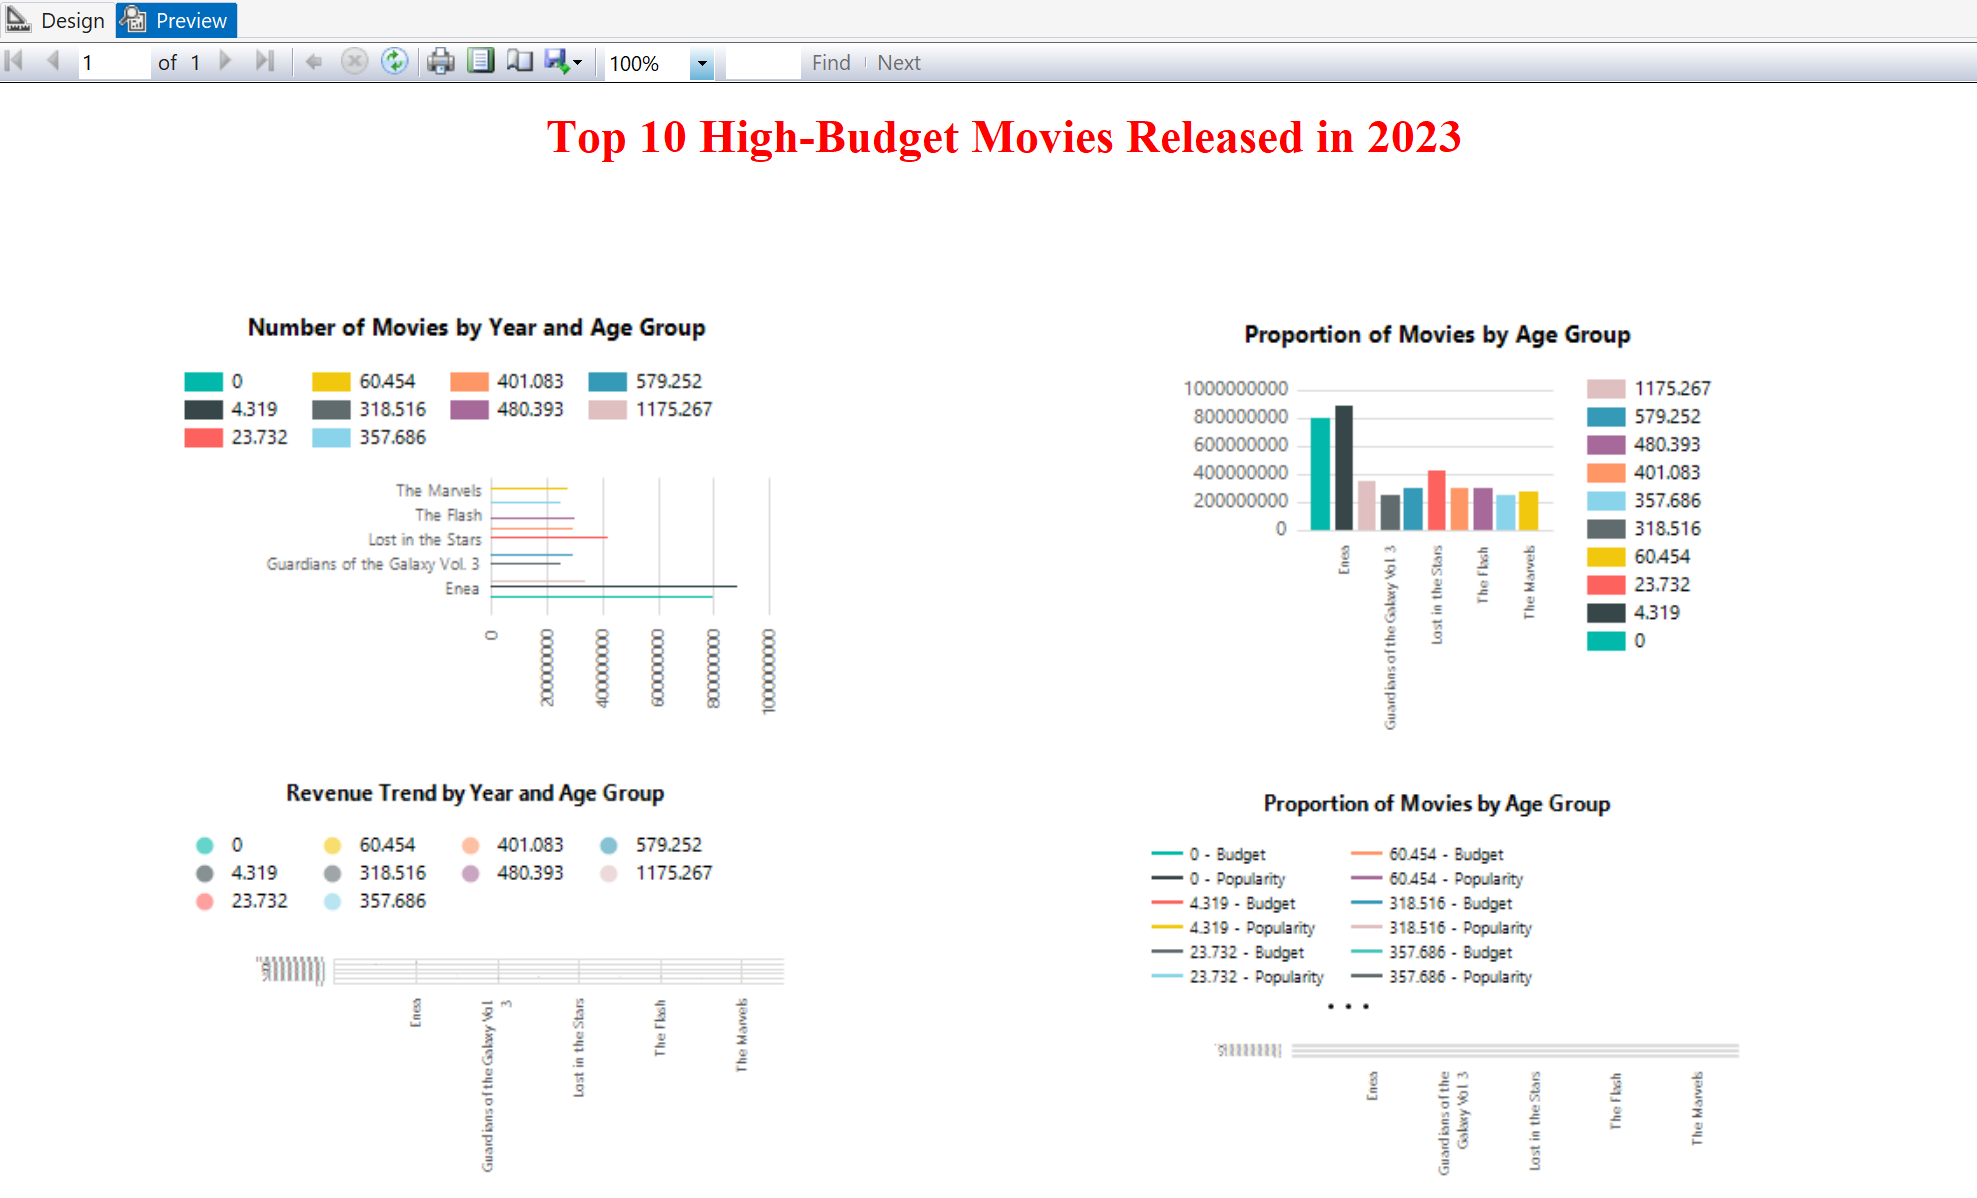 Design Preview
1 of 1 100% Find Next
Top 10 High-Budget Movies Released in 2023
Number of Movies by Year and Age Group
0 60.454 401.083 579.252
4.319 318.516 480.393 1175.267
23.732 357.686
The Marvels
The Flash
Lost in the Stars
Guardians of the Galaxy Vol. 3
Enea
0
200000000
400000000
600000000
800000000
1000000000
Proportion of Movies by Age Group
1000000000
800000000
600000000
400000000
200000000
0
Enea
Guardians of the Galaxy Vol. 3
Lost in the Stars
The Flash
The Marvels
1175.267
579.252
480.393
401.083
357.686
318.516
60.454
23.732
4.319
0
Revenue Trend by Year and Age Group
0 60.454 401.083 579.252
4.319 318.516 480.393 1175.267
23.732 357.686
Enea
Guardians of the Galaxy Vol.
3
Lost in the Stars
The Flash
The Marvels
Proportion of Movies by Age Group
0 - Budget 60.454 - Budget
0 - Popularity 60.454 - Popularity
4.319 - Budget 318.516 - Budget
4.319 - Popularity 318.516 - Popularity
23.732 - Budget 357.686 - Budget
23.732 - Popularity 357.686 - Popularity
...
Enea
Guardians of the
Galaxy Vol. 3
Lost in the Stars
The Flash
The Marvels